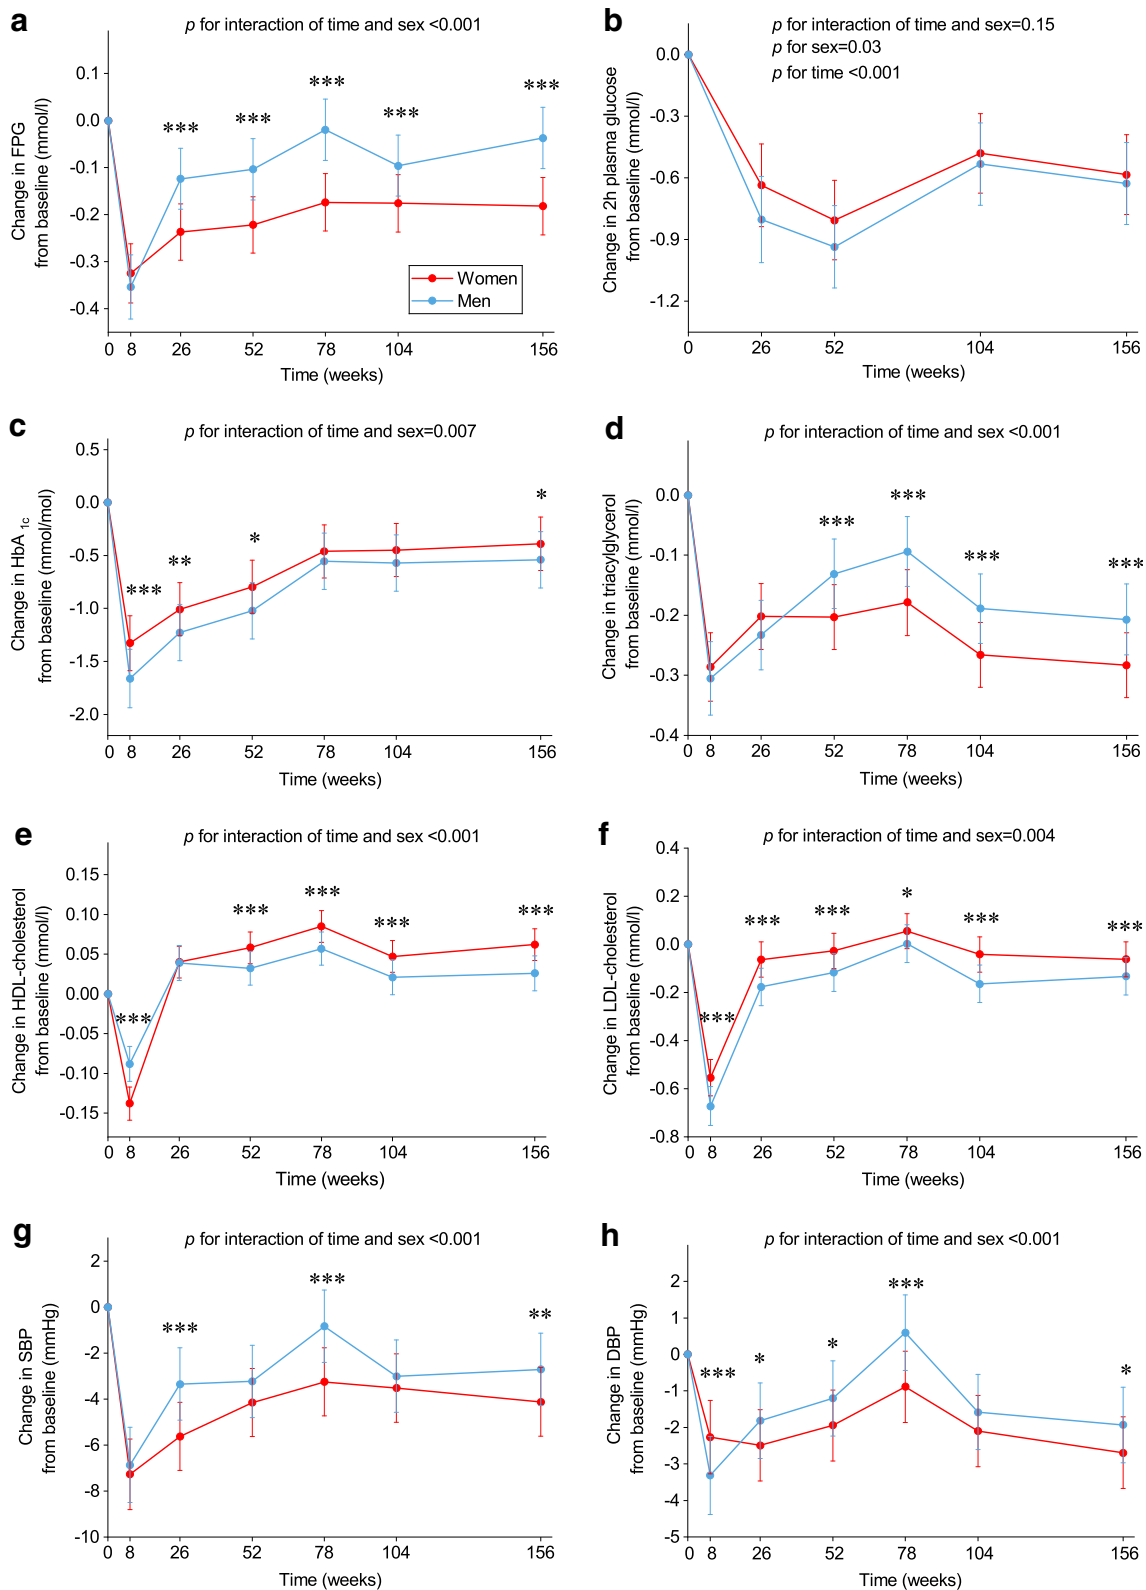 a
p for interaction of time and sex <0.001
Change in FPG
from baseline (mmol/l)
0.1
0.0
-0.1
-0.2
-0.3
-0.4
***
***
***
***
***
Women
Men
0 8 26 52 78 104 156
Time (weeks)
b
p for interaction of time and sex=0.15
p for sex=0.03
p for time <0.001
Change in 2h plasma glucose
from baseline (mmol/l)
0.0
-0.3
-0.6
-0.9
-1.2
0 26 52 104 156
Time (weeks)
c
p for interaction of time and sex=0.007
Change in HbA1c
from baseline (mmol/mol)
0.5
0.0
-0.5
-1.0
-1.5
-2.0
***
**
*
*
0 8 26 52 78 104 156
Time (weeks)
d
p for interaction of time and sex <0.001
Change in triacylglycerol
from baseline (mmol/l)
0.0
-0.1
-0.2
-0.3
-0.4
***
***
***
***
0 8 26 52 78 104 156
Time (weeks)
e
p for interaction of time and sex <0.001
Change in HDL-cholesterol
from baseline (mmol/l)
0.15
0.10
0.05
0.00
-0.05
-0.10
-0.15
***
***
***
***
***
0 8 26 52 78 104 156
Time (weeks)
f
p for interaction of time and sex=0.004
Change in LDL-cholesterol
from baseline (mmol/l)
0.4
0.2
0.0
-0.2
-0.4
-0.6
-0.8
***
***
***
*
***
***
0 8 26 52 78 104 156
Time (weeks)
g
p for interaction of time and sex <0.001
Change in SBP
from baseline (mmHg)
2
0
-2
-4
-6
-8
-10
***
***
**
0 8 26 52 78 104 156
Time (weeks)
h
p for interaction of time and sex <0.001
Change in DBP
from baseline (mmHg)
2
1
0
-1
-2
-3
-4
-5
***
*
*
***
*
0 8 26 52 78 104 156
Time (weeks)